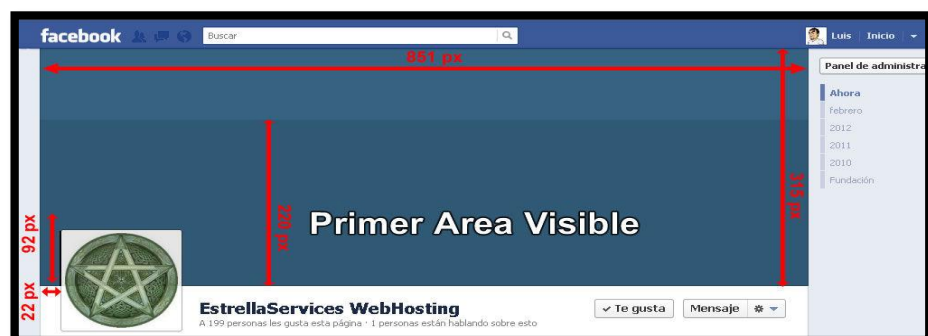 facebook Buscar Luis Inicio
851 px
Panel de administra
Ahora
febrero
2012
2011
2010
Fundación
315 px
220 px
Primer Area Visible
92 px
22 px
EstrellaServices WebHosting
A 199 personas les gusta esta página · 1 personas están hablando sobre esto
Te gusta
Mensaje